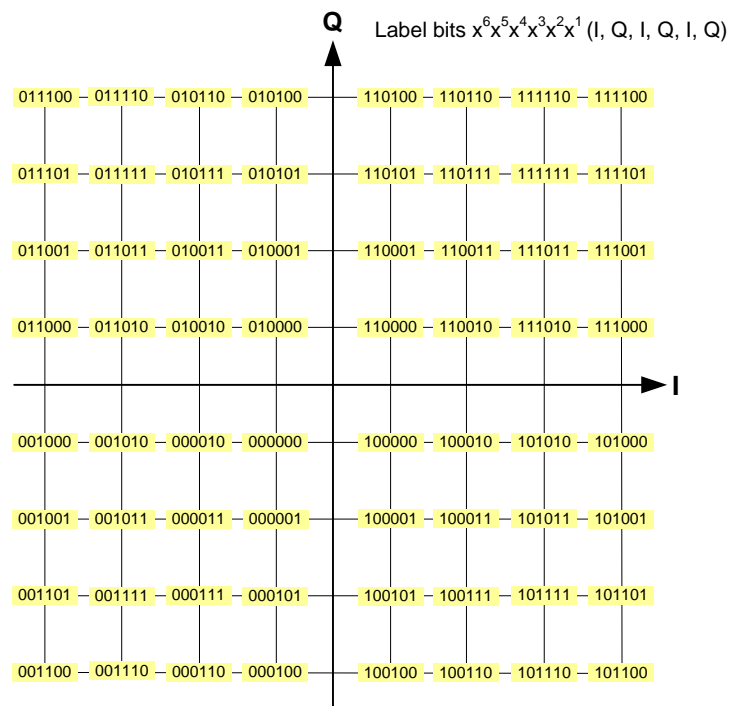 Q Label bits x⁶x⁵x⁴x³x²x¹ (I, Q, I, Q, I, Q)
011100 011110 010110 010100 110100 110110 111110 111100
011101 011111 010111 010101 110101 110111 111111 111101
011001 011011 010011 010001 110001 110011 111011 111001
011000 011010 010010 010000 110000 110010 111010 111000
I
001000 001010 000010 000000 100000 100010 101010 101000
001001 001011 000011 000001 100001 100011 101011 101001
001101 001111 000111 000101 100101 100111 101111 101101
001100 001110 000110 000100 100100 100110 101110 101100